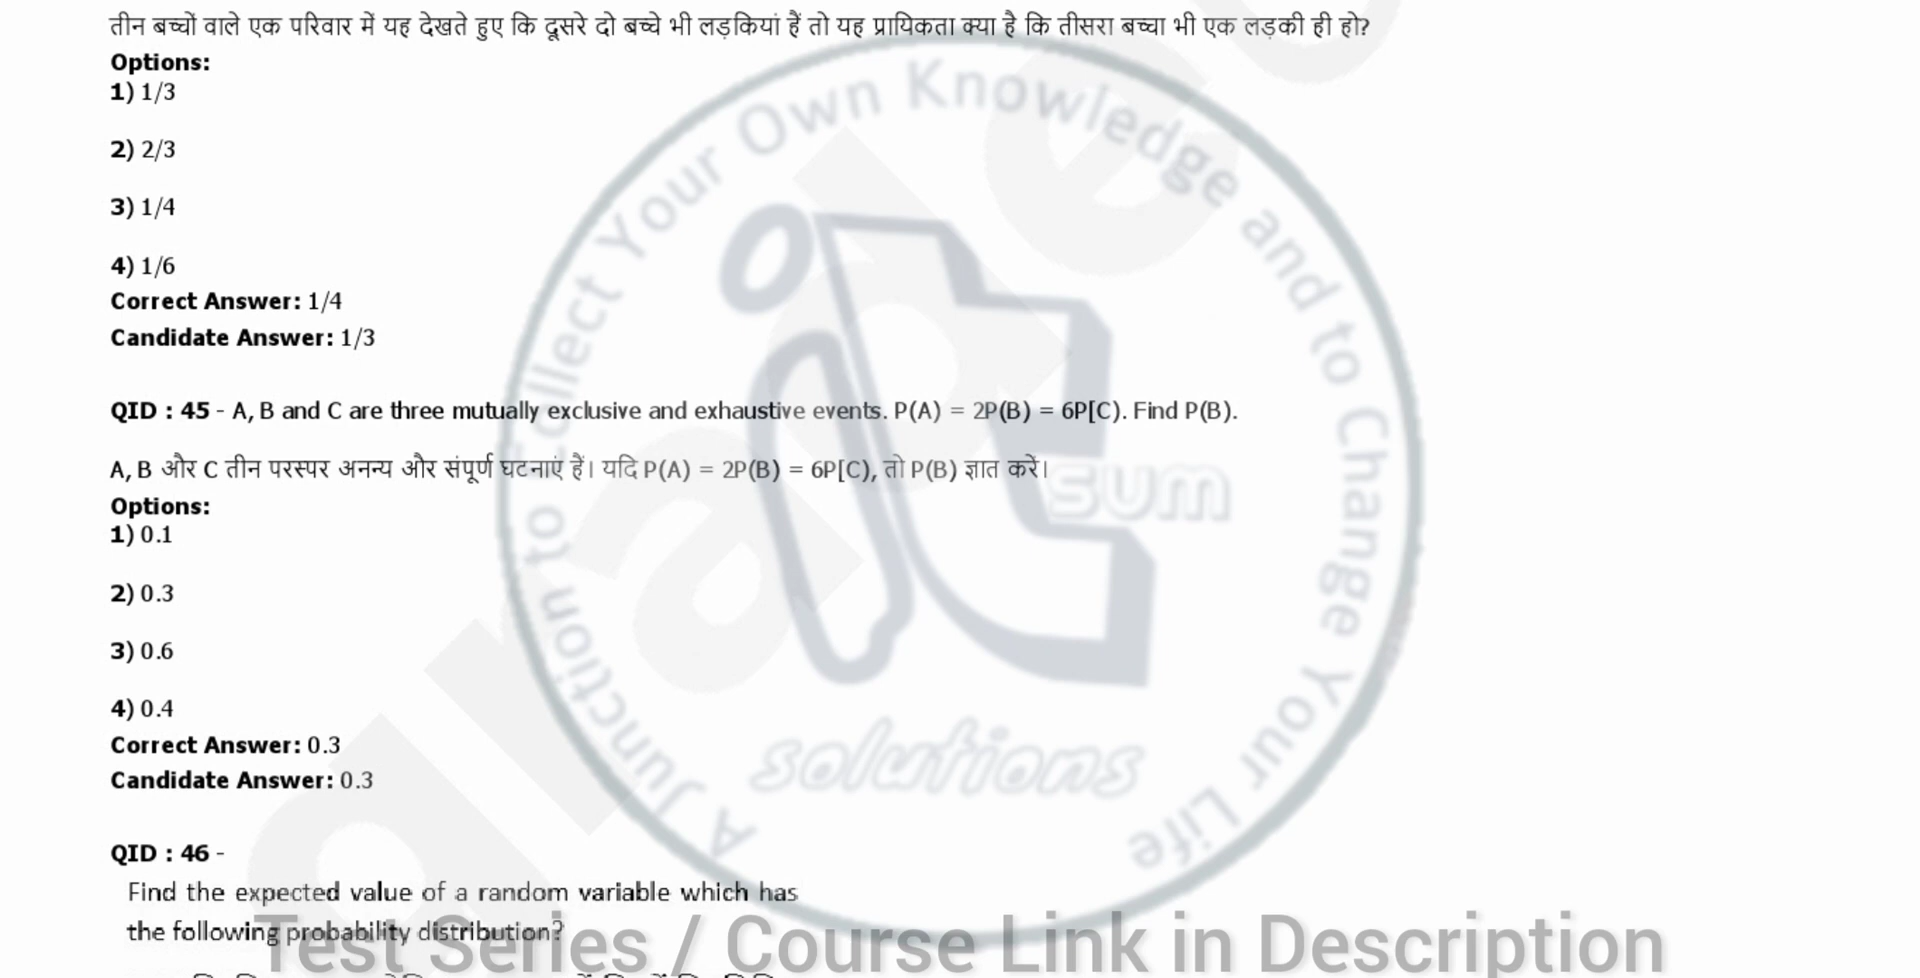 तीन बच्चों वाले एक परिवार में यह देखते हुए कि दूसरे दो बच्चे भी लड़कियां हैं तो यह प्रायिकता क्या है कि तीसरा बच्चा भी एक लड़की ही हो?
Options:
1) 1/3
2) 2/3
3) 1/4
4) 1/6
Correct Answer: 1/4
Candidate Answer: 1/3
QID : 45 - A, B and C are three mutually exclusive and exhaustive events. P(A) = 2P(B) = 6P[C). Find P(B).
A, B और C तीन परस्पर अनन्य और संपूर्ण घटनाएं हैं। यदि P(A) = 2P(B) = 6P[C), तो P(B) ज्ञात करें।
Options:
1) 0.1
2) 0.3
3) 0.6
4) 0.4
Correct Answer: 0.3
Candidate Answer: 0.3
QID : 46 -
Find the expected value of a random variable which has
the following probability distribution?
Test Series / Course Link in Description
A Junction to Collect Your Own Knowledge and to Change Your Life
sum
solutions